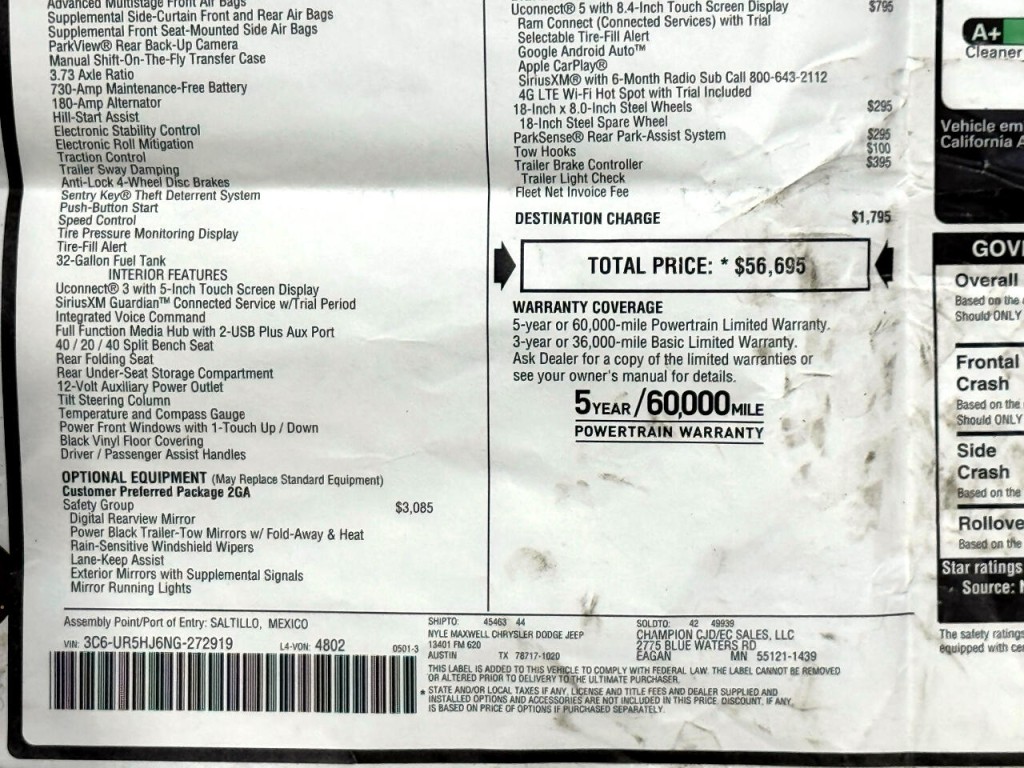 Advanced Multistage Front Air Bags
Supplemental Side-Curtain Front and Rear Air Bags
Supplemental Front Seat-Mounted Side Air Bags
ParkView® Rear Back-Up Camera
Manual Shift-On-The-Fly Transfer Case
3.73 Axle Ratio
730-Amp Maintenance-Free Battery
180-Amp Alternator
Hill-Start Assist
Electronic Stability Control
Electronic Roll Mitigation
Traction Control
Trailer Sway Damping
Anti-Lock 4-Wheel Disc Brakes
Sentry Key® Theft Deterrent System
Push-Button Start
Speed Control
Tire Pressure Monitoring Display
Tire-Fill Alert
32-Gallon Fuel Tank
INTERIOR FEATURES
Uconnect® 3 with 5-Inch Touch Screen Display
SiriusXM Guardian™ Connected Service w/Trial Period
Integrated Voice Command
Full Function Media Hub with 2-USB Plus Aux Port
40 / 20 / 40 Split Bench Seat
Rear Folding Seat
Rear Under-Seat Storage Compartment
12-Volt Auxiliary Power Outlet
Tilt Steering Column
Temperature and Compass Gauge
Power Front Windows with 1-Touch Up / Down
Black Vinyl Floor Covering
Driver / Passenger Assist Handles
OPTIONAL EQUIPMENT (May Replace Standard Equipment)
Customer Preferred Package 2GA
Safety Group $3,085
Digital Rearview Mirror
Power Black Trailer-Tow Mirrors w/ Fold-Away & Heat
Rain-Sensitive Windshield Wipers
Lane-Keep Assist
Exterior Mirrors with Supplemental Signals
Mirror Running Lights
Uconnect® 5 with 8.4-Inch Touch Screen Display $795
Ram Connect (Connected Services) with Trial
Selectable Tire-Fill Alert
Google Android Auto™
Apple CarPlay®
SiriusXM® with 6-Month Radio Sub Call 800-643-2112
4G LTE Wi-Fi Hot Spot with Trial Included
18-Inch x 8.0-Inch Steel Wheels $295
18-Inch Steel Spare Wheel
ParkSense® Rear Park-Assist System $295
Tow Hooks $100
Trailer Brake Controller $395
Trailer Light Check
Fleet Net Invoice Fee
DESTINATION CHARGE $1,795
TOTAL PRICE: * $56,695
WARRANTY COVERAGE
5-year or 60,000-mile Powertrain Limited Warranty.
3-year or 36,000-mile Basic Limited Warranty.
Ask Dealer for a copy of the limited warranties or
see your owner's manual for details.
5 YEAR / 60,000 MILE
POWERTRAIN WARRANTY
A+
Cleaner
Vehicle em
California A
GOV
Overall
Based on the
Should ONLY
Frontal
Crash
Based on the
Should ONLY
Side
Crash
Based on the
Rollove
Based on the
Star ratings
Source:
The safety ratings
equipped with
Assembly Point/Port of Entry: SALTILLO, MEXICO
VIN: 3C6-UR5HJ6NG-272919 L4-VON: 4802 0501-3
SHIPTO: 45463 44
NYLE MAXWELL CHRYSLER DODGE JEEP
13401 FM 620
AUSTIN TX 78717-1020
SOLDTO: 42 49939
CHAMPION CJD/EC SALES, LLC
2775 BLUE WATERS RD
EAGAN MN 55121-1439
THIS LABEL IS ADDED TO THIS VEHICLE TO COMPLY WITH FEDERAL LAW. THE LABEL CANNOT BE REMOVED
OR ALTERED PRIOR TO DELIVERY TO THE ULTIMATE PURCHASER.
* STATE AND/OR LOCAL TAXES IF ANY, LICENSE AND TITLE FEES AND DEALER SUPPLIED AND
INSTALLED OPTIONS AND ACCESSORIES ARE NOT INCLUDED IN THIS PRICE. DISCOUNT, IF ANY,
IS BASED ON PRICE OF OPTIONS IF PURCHASED SEPARATELY.